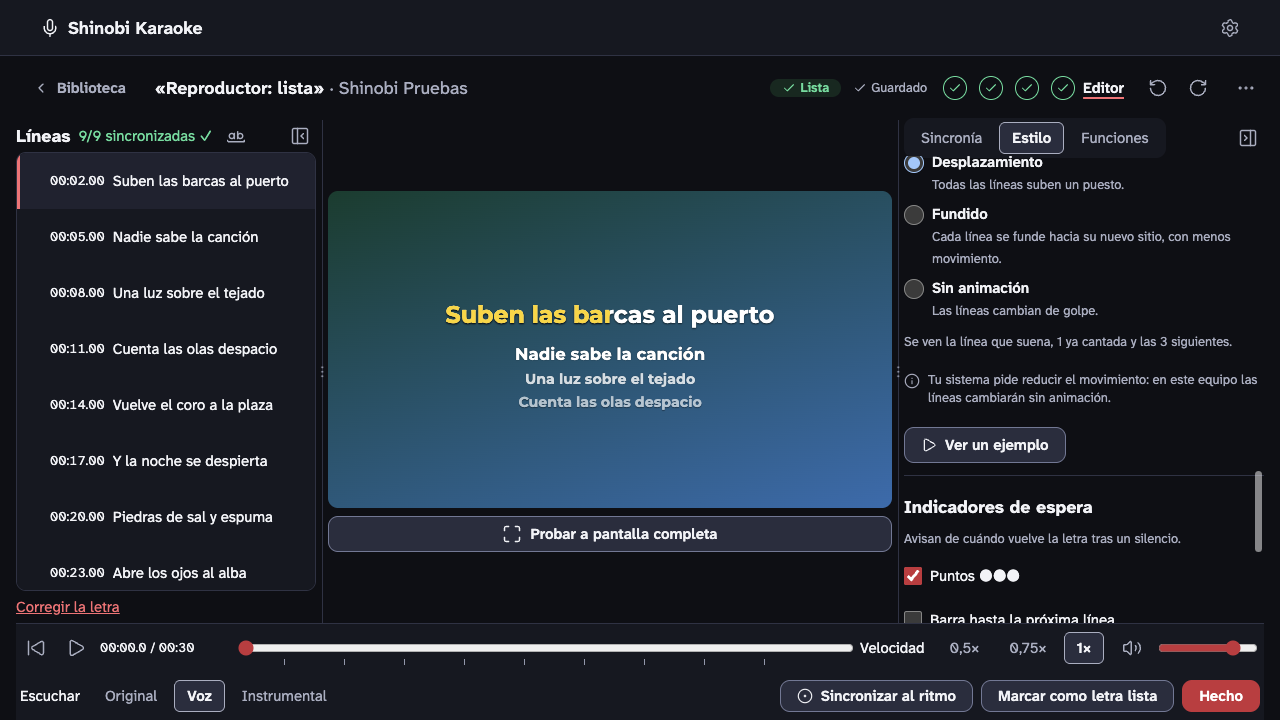 Shinobi Karaoke
Biblioteca
«Reproductor: lista» · Shinobi Pruebas
Lista
Guardado
Editor
Líneas 9/9 sincronizadas
ab
00:02.00 Suben las barcas al puerto
00:05.00 Nadie sabe la canción
00:08.00 Una luz sobre el tejado
00:11.00 Cuenta las olas despacio
00:14.00 Vuelve el coro a la plaza
00:17.00 Y la noche se despierta
00:20.00 Piedras de sal y espuma
00:23.00 Abre los ojos al alba
Corregir la letra
Suben las barcas al puerto
Nadie sabe la canción
Una luz sobre el tejado
Cuenta las olas despacio
Probar a pantalla completa
Sincronía Estilo Funciones
Desplazamiento
Todas las líneas suben un puesto.
Fundido
Cada línea se funde hacia su nuevo sitio, con menos
movimiento.
Sin animación
Las líneas cambian de golpe.
Se ven la línea que suena, 1 ya cantada y las 3 siguientes.
Tu sistema pide reducir el movimiento: en este equipo las
líneas cambiarán sin animación.
Ver un ejemplo
Indicadores de espera
Avisan de cuándo vuelve la letra tras un silencio.
Puntos
Barra hasta la próxima línea
00:00.0 / 00:30
Velocidad 0,5× 0,75× 1×
Escuchar Original Voz Instrumental
Sincronizar al ritmo
Marcar como letra lista
Hecho